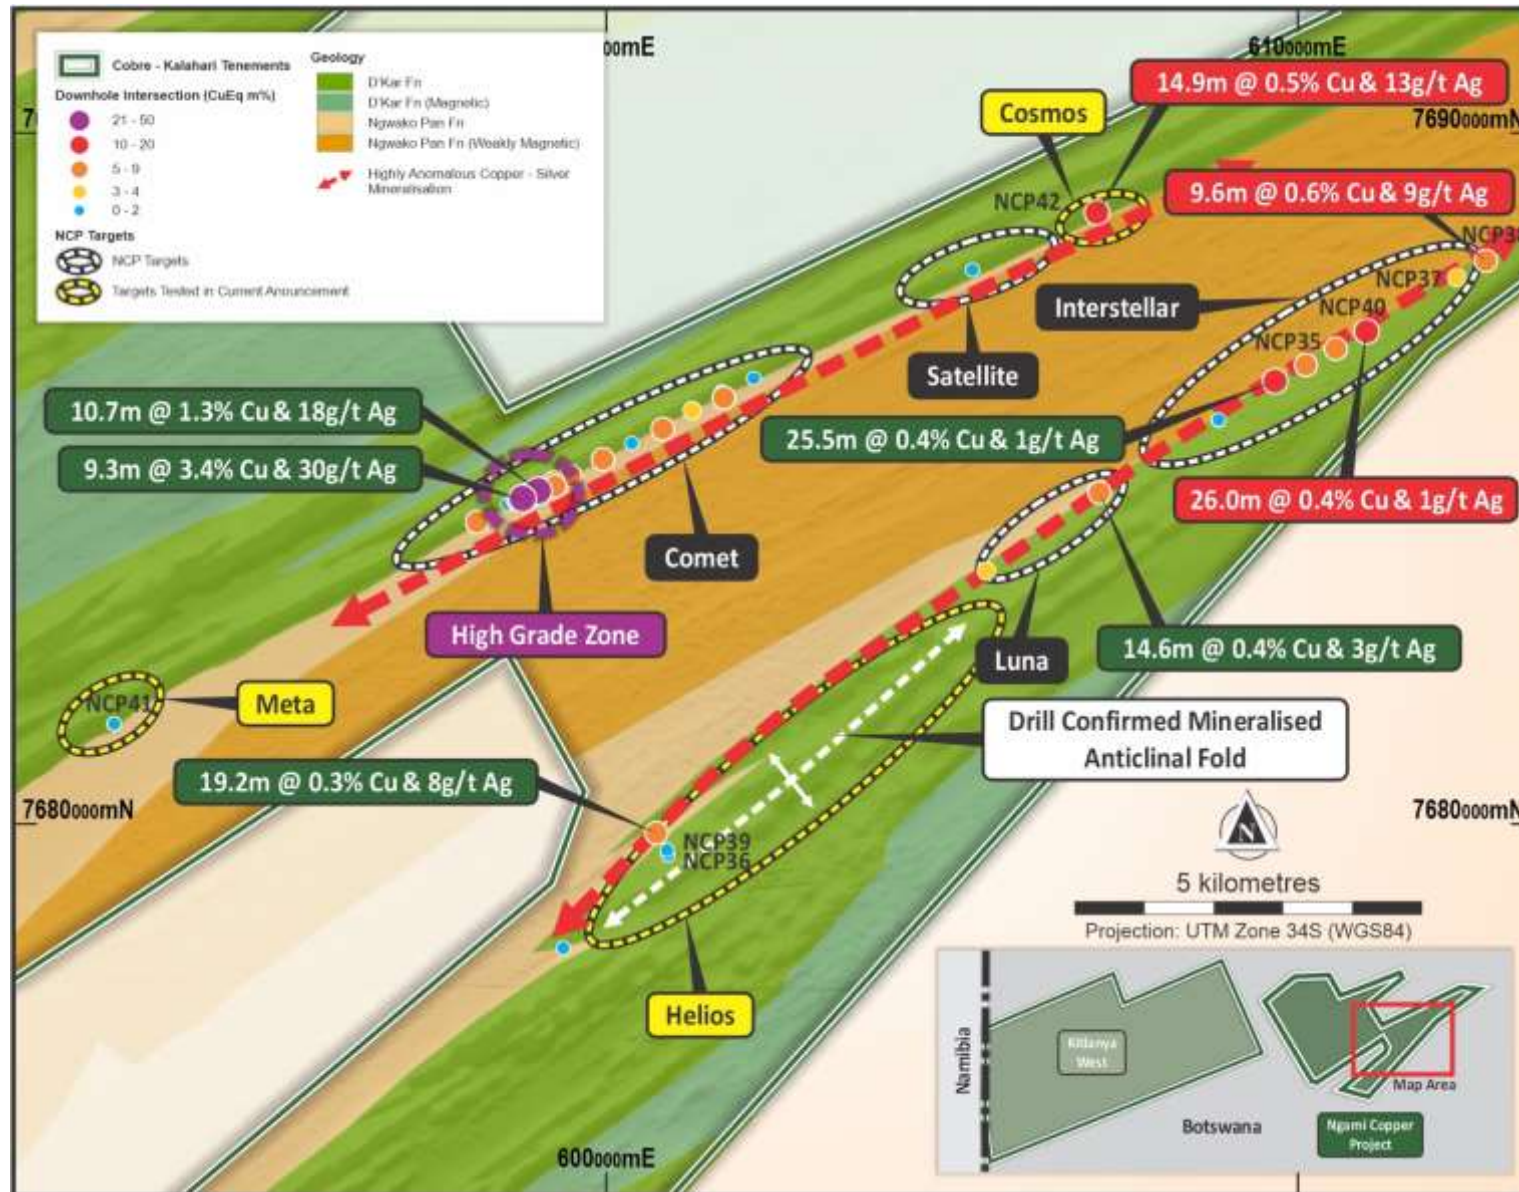 Cobre - Kalahari Tenements
Downhole Intersection (CuEq m%)
21 - 50
10 - 20
5 - 9
3 - 4
0 - 2
NCP Targets
NCP Targets
Targets Tested in Current Anouncement
Geology
D'Kar Fn
D'Kar Fn (Magnetic)
Ngwako Pan Fn
Ngwako Pan Fn (Weakly Magnetic)
Highly Anomalous Copper - Silver
Mineralisation
000mE
610000mE
14.9m @ 0.5% Cu & 13g/t Ag
7690000mN
Cosmos
NCP42
9.6m @ 0.6% Cu & 9g/t Ag
NCP38
NCP37
Interstellar
NCP40
NCP35
Satellite
10.7m @ 1.3% Cu & 18g/t Ag
25.5m @ 0.4% Cu & 1g/t Ag
9.3m @ 3.4% Cu & 30g/t Ag
26.0m @ 0.4% Cu & 1g/t Ag
Comet
High Grade Zone
Luna
14.6m @ 0.4% Cu & 3g/t Ag
NCP41
Meta
Drill Confirmed Mineralised
Anticlinal Fold
19.2m @ 0.3% Cu & 8g/t Ag
7680000mN
7680000mN
NCP39
NCP36
N
5 kilometres
Projection: UTM Zone 34S (WGS84)
Helios
Namibia
Kitlanya
West
Map Area
Botswana
Ngami Copper
Project
600000mE